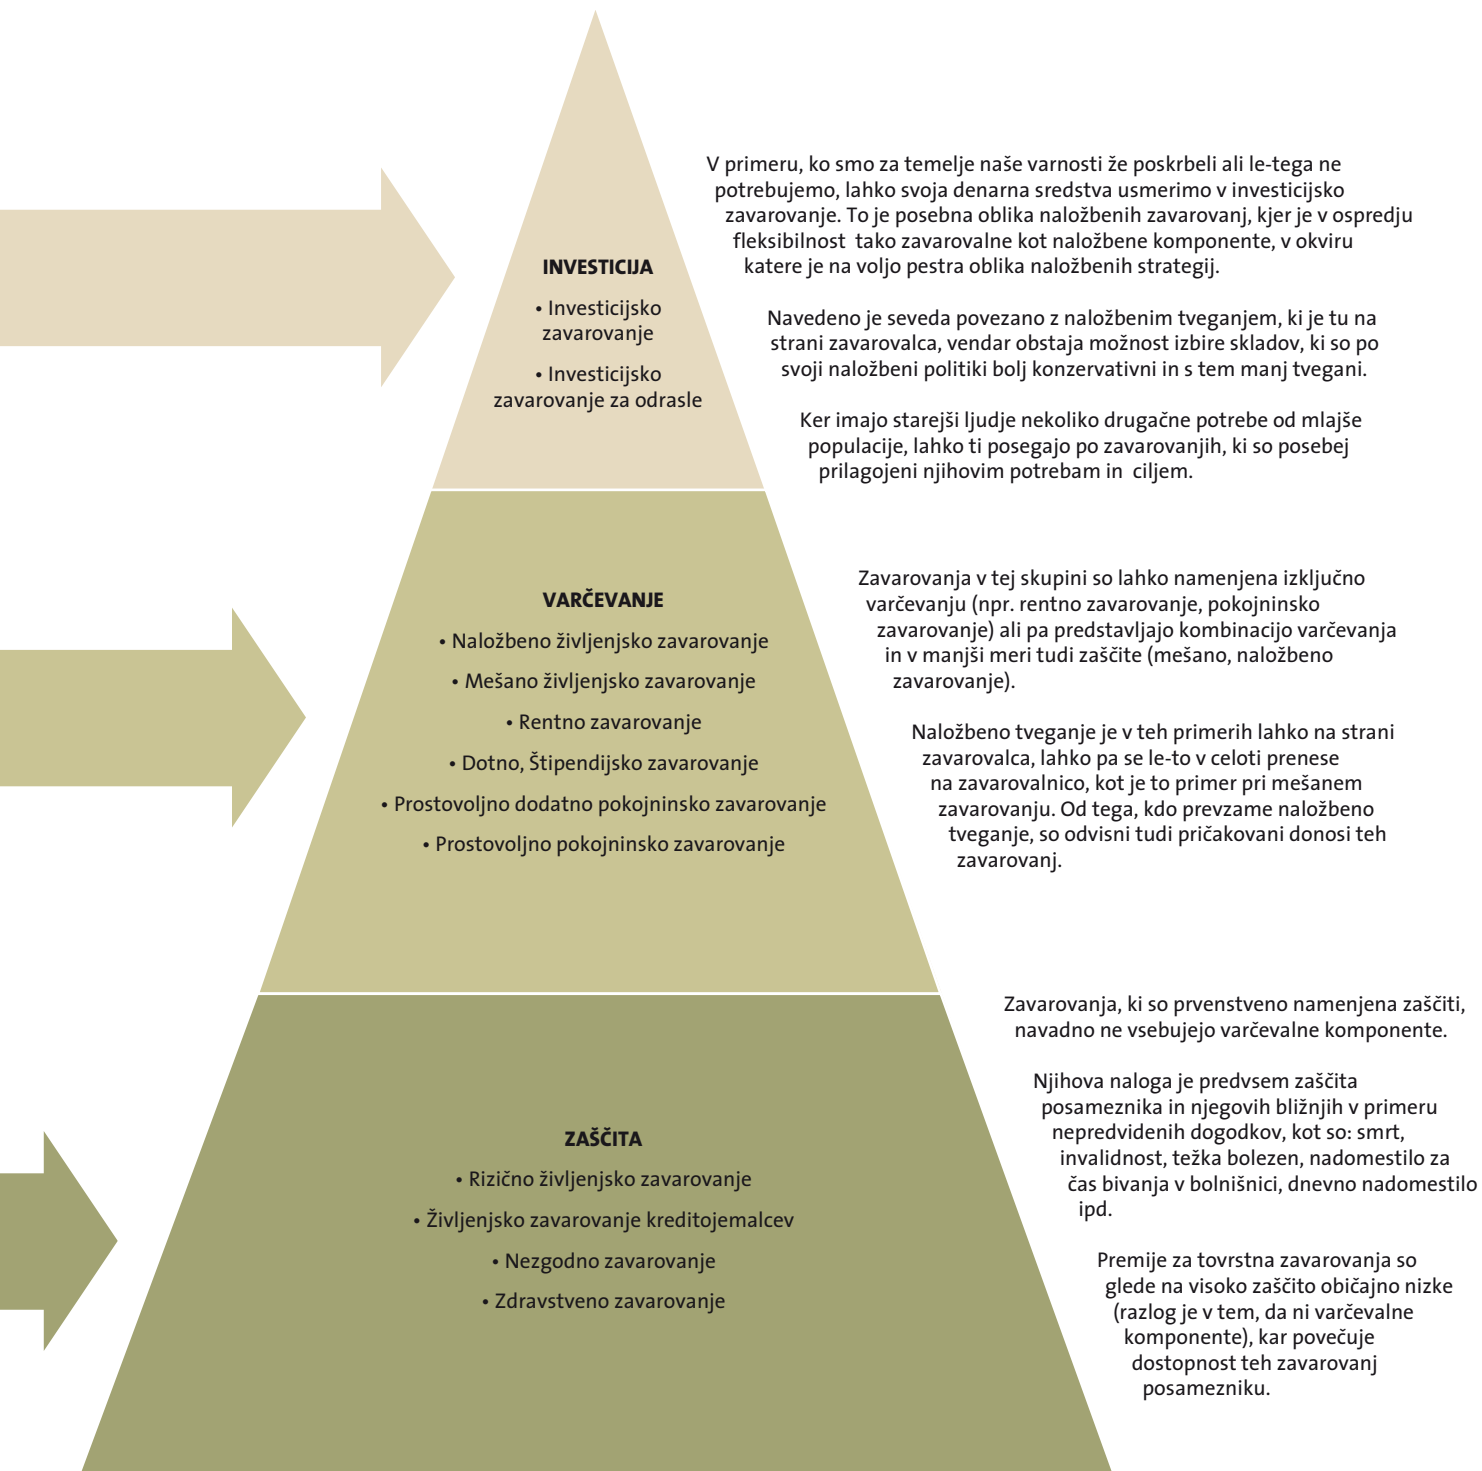 V primeru, ko smo za temelje naše varnosti že poskrbeli ali le-tega ne
potrebujemo, lahko svoja denarna sredstva usmerimo v investicijsko
zavarovanje. To je posebna oblika naložbenih zavarovanj, kjer je v ospredju
fleksibilnost tako zavarovalne kot naložbene komponente, v okviru
katere je na voljo pestra oblika naložbenih strategij.
Navedeno je seveda povezano z naložbenim tveganjem, ki je tu na
strani zavarovalca, vendar obstaja možnost izbire skladov, ki so po
svoji naložbeni politiki bolj konzervativni in s tem manj tvegani.
Ker imajo starejši ljudje nekoliko drugačne potrebe od mlajše
populacije, lahko ti posegajo po zavarovanjih, ki so posebej
prilagojeni njihovim potrebam in ciljem.
INVESTICIJA
• Investicijsko
zavarovanje
• Investicijsko
zavarovanje za odrasle
VARČEVANJE
• Naložbeno življenjsko zavarovanje
• Mešano življenjsko zavarovanje
• Rentno zavarovanje
• Dotno, Štipendijsko zavarovanje
• Prostovoljno dodatno pokojninsko zavarovanje
• Prostovoljno pokojninsko zavarovanje
Zavarovanja v tej skupini so lahko namenjena izključno
varčevanju (npr. rentno zavarovanje, pokojninsko
zavarovanje) ali pa predstavljajo kombinacijo varčevanja
in v manjši meri tudi zaščite (mešano, naložbeno
zavarovanje).
Naložbeno tveganje je v teh primerih lahko na strani
zavarovalca, lahko pa se le-to v celoti prenese
na zavarovalnico, kot je to primer pri mešanem
zavarovanju. Od tega, kdo prevzame naložbeno
tveganje, so odvisni tudi pričakovani donosi teh
zavarovanj.
ZAŠČITA
• Rizično življenjsko zavarovanje
• Življenjsko zavarovanje kreditojemalcev
• Nezgodno zavarovanje
• Zdravstveno zavarovanje
Zavarovanja, ki so prvenstveno namenjena zaščiti,
navadno ne vsebujejo varčevalne komponente.
Njihova naloga je predvsem zaščita
posameznika in njegovih bližnjih v primeru
nepredvidenih dogodkov, kot so: smrt,
invalidnost, težka bolezen, nadomestilo za
čas bivanja v bolnišnici, dnevno nadomestilo
ipd.
Premije za tovrstna zavarovanja so
glede na visoko zaščito običajno nizke
(razlog je v tem, da ni varčevalne
komponente), kar povečuje
dostopnost teh zavarovanj
posamezniku.